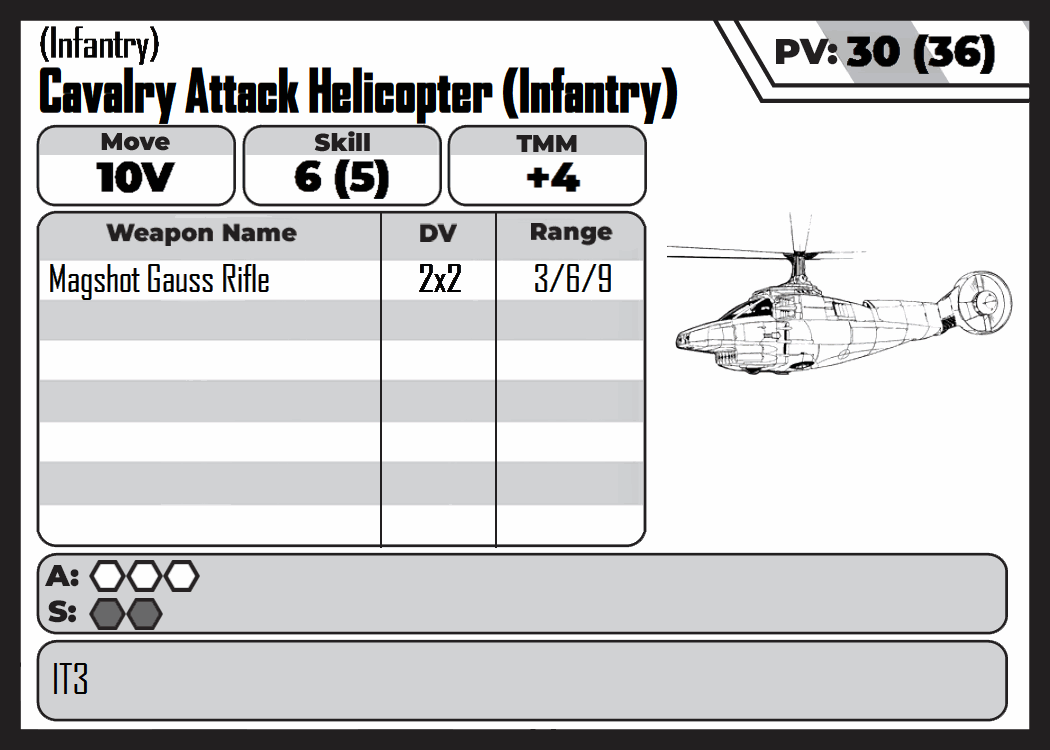 (Infantry)
Cavalry Attack Helicopter (Infantry)
PV: 30 (36)
Move Skill TMM
10V 6 (5) +4
Weapon Name DV Range
Magshot Gauss Rifle 2x2 3/6/9
A:
S:
IT3